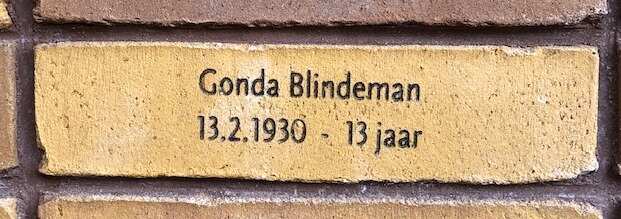 Gonda Blindeman
13.2.1930 - 13 jaar